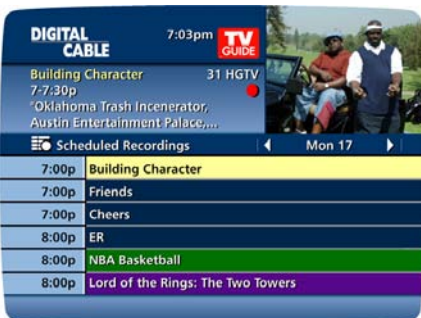 DIGITAL
CABLE
7:03pm
TV
GUIDE
Building Character 31 HGTV
7-7:30p
"Oklahoma Trash Incenerator,
Austin Entertainment Palace,...
Scheduled Recordings Mon 17
7:00p Building Character
7:00p Friends
7:00p Cheers
8:00p ER
8:00p NBA Basketball
8:00p Lord of the Rings: The Two Towers